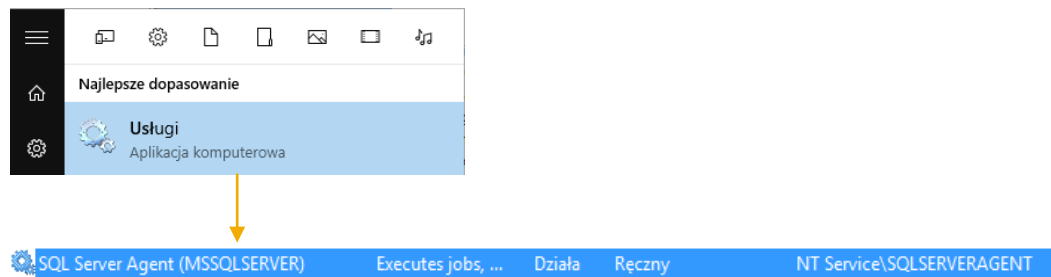 Najlepsze dopasowanie
Usługi
Aplikacja komputerowa
SQL Server Agent (MSSQLSERVER) Executes jobs, ... Działa Ręczny NT Service\SQLSERVERAGENT